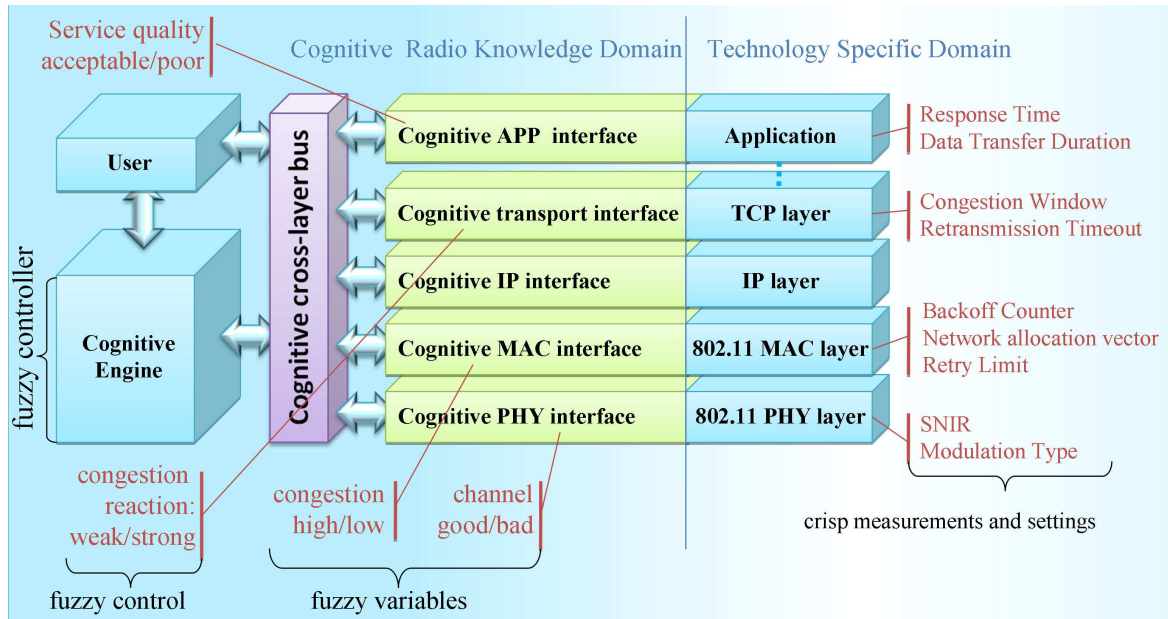 Service quality
acceptable/poor
Cognitive Radio Knowledge Domain
Technology Specific Domain
User
Cognitive
Engine
fuzzy controller
Cognitive cross-layer bus
Cognitive APP interface
Application
Response Time
Data Transfer Duration
Cognitive transport interface
TCP layer
Congestion Window
Retransmission Timeout
Cognitive IP interface
IP layer
Cognitive MAC interface
802.11 MAC layer
Backoff Counter
Network allocation vector
Retry Limit
Cognitive PHY interface
802.11 PHY layer
SNIR
Modulation Type
congestion
reaction:
weak/strong
congestion
high/low
channel
good/bad
crisp measurements and settings
fuzzy control
fuzzy variables